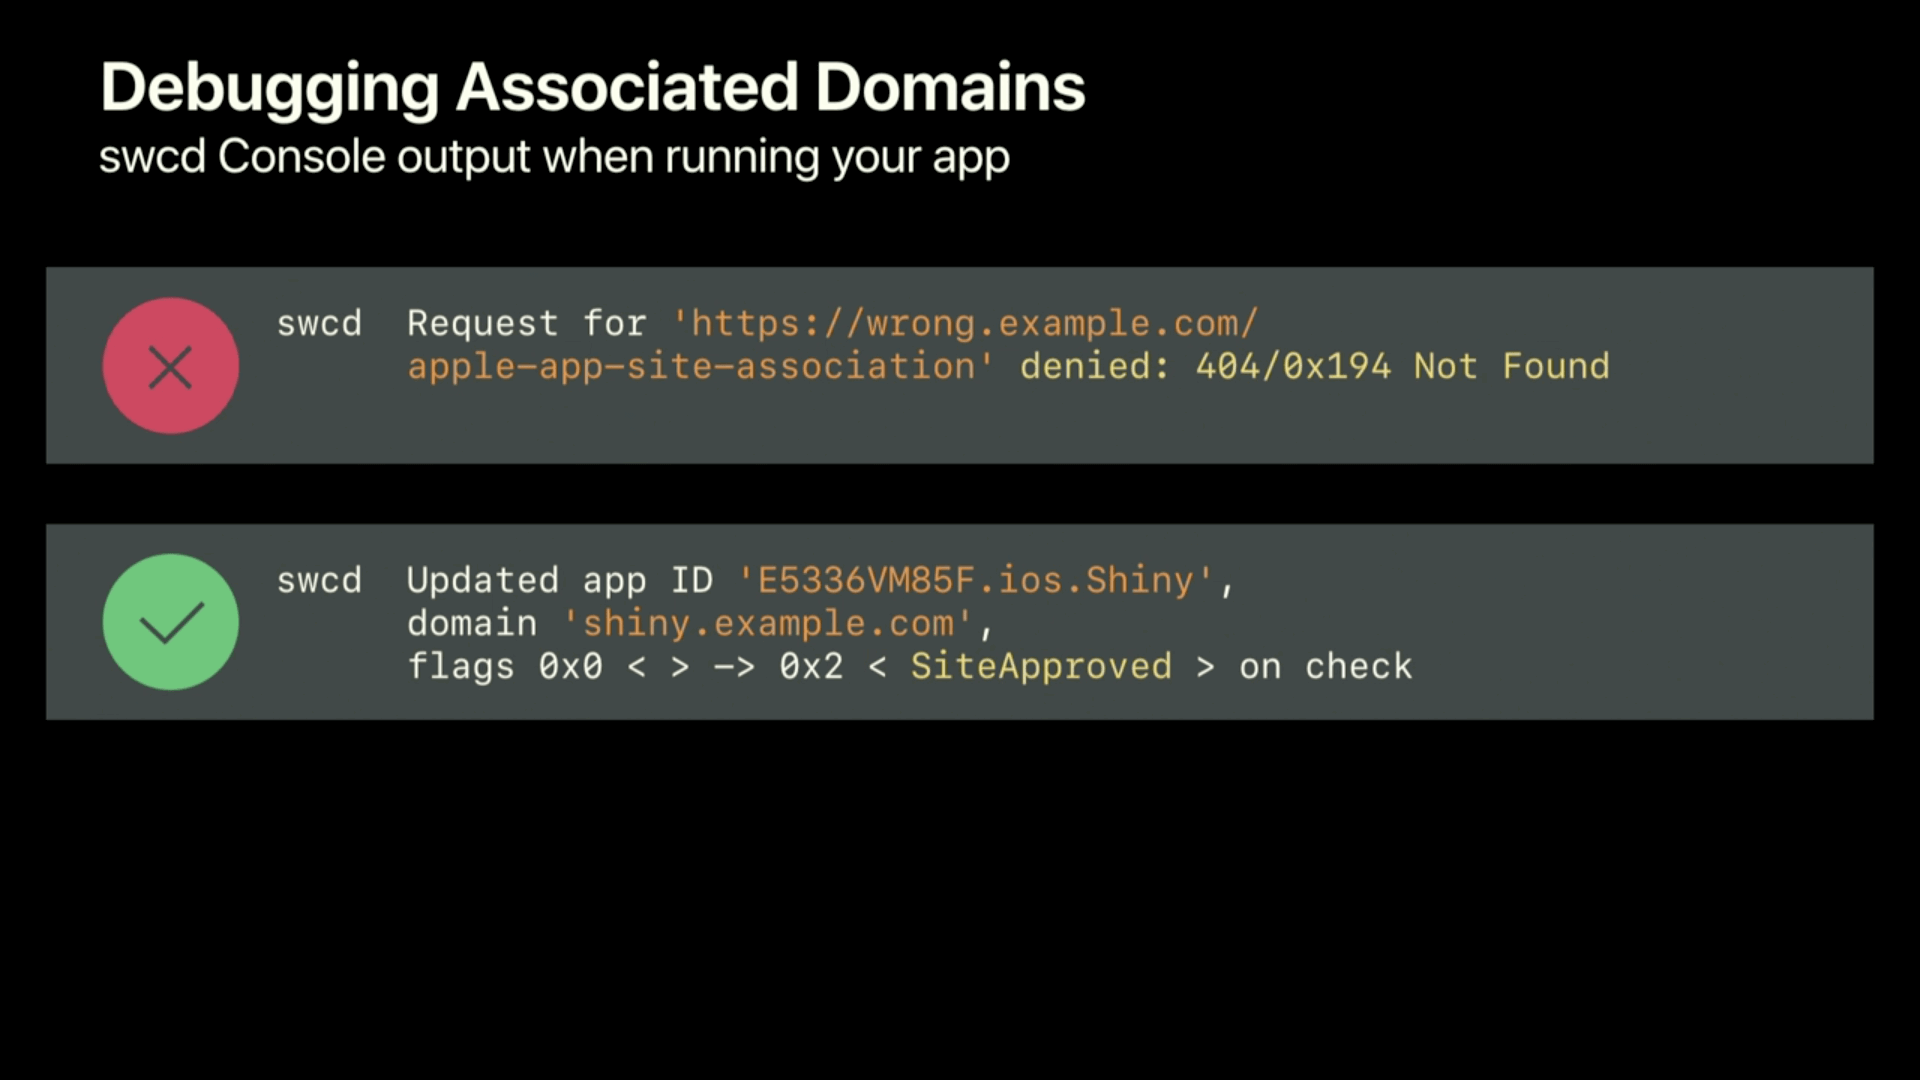 Debugging Associated Domains
swcd Console output when running your app
swcd Request for 'https://wrong.example.com/
apple-app-site-association' denied: 404/0x194 Not Found
swcd Updated app ID 'E5336VM85F.ios.Shiny',
domain 'shiny.example.com',
flags 0x0 < > -> 0x2 < SiteApproved > on check